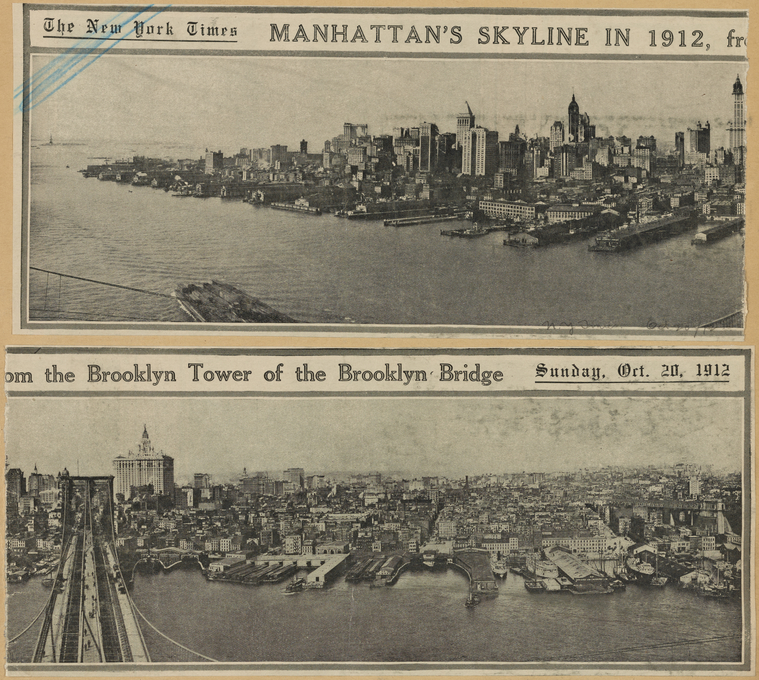 The New York Times
MANHATTAN'S SKYLINE IN 1912, fr
om the Brooklyn Tower of the Brooklyn Bridge
Sunday, Oct. 20, 1912